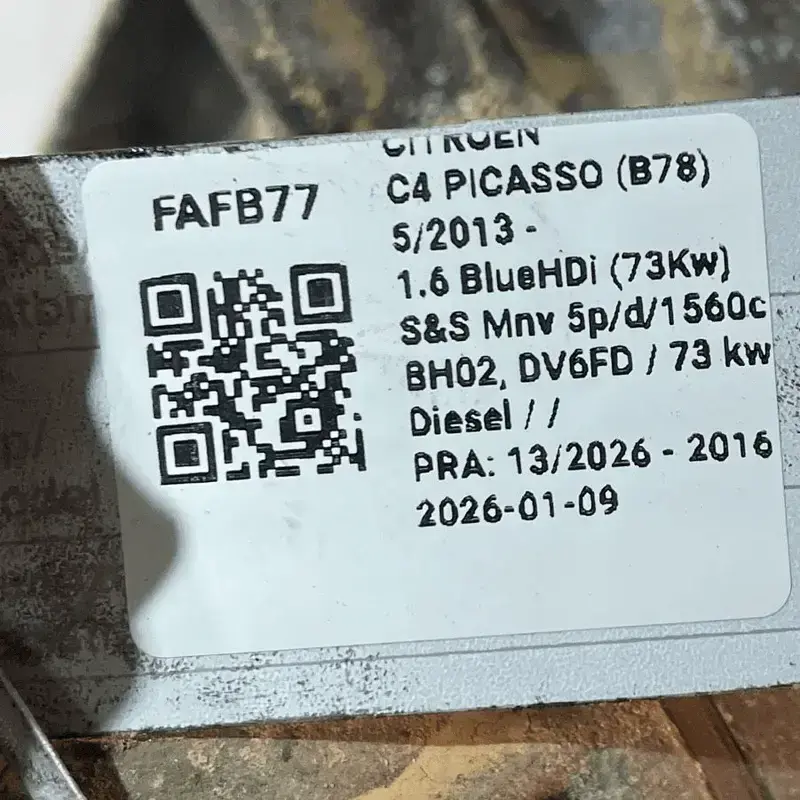 FAFB77
CITROEN
C4 PICASSO (B78)
5/2013 -
1.6 BlueHDi (73Kw)
S&S Mnv 5p/d/1560c
BH02, DV6FD / 73 kw
Diesel / /
PRA: 13/2026 - 2016
2026-01-09